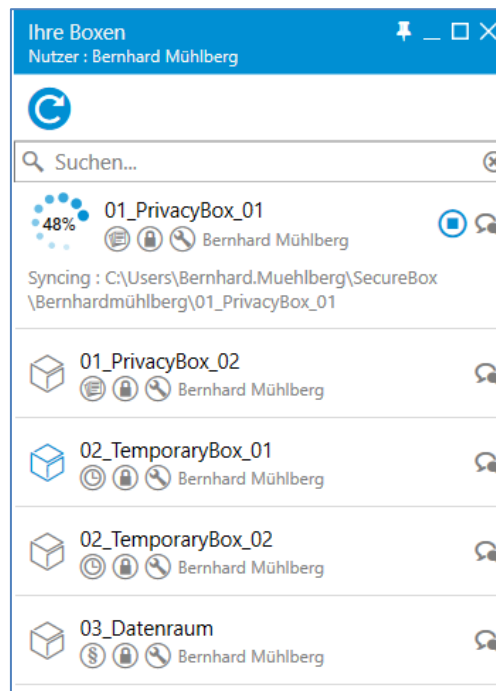 Ihre Boxen
Nutzer : Bernhard Mühlberg
Suchen...
48%
01_PrivacyBox_01
Bernhard Mühlberg
Syncing : C:\Users\Bernhard.Muehlberg\SecureBox
\Bernhardmühlberg\01_PrivacyBox_01
01_PrivacyBox_02
Bernhard Mühlberg
02_TemporaryBox_01
Bernhard Mühlberg
02_TemporaryBox_02
Bernhard Mühlberg
03_Datenraum
§ Bernhard Mühlberg